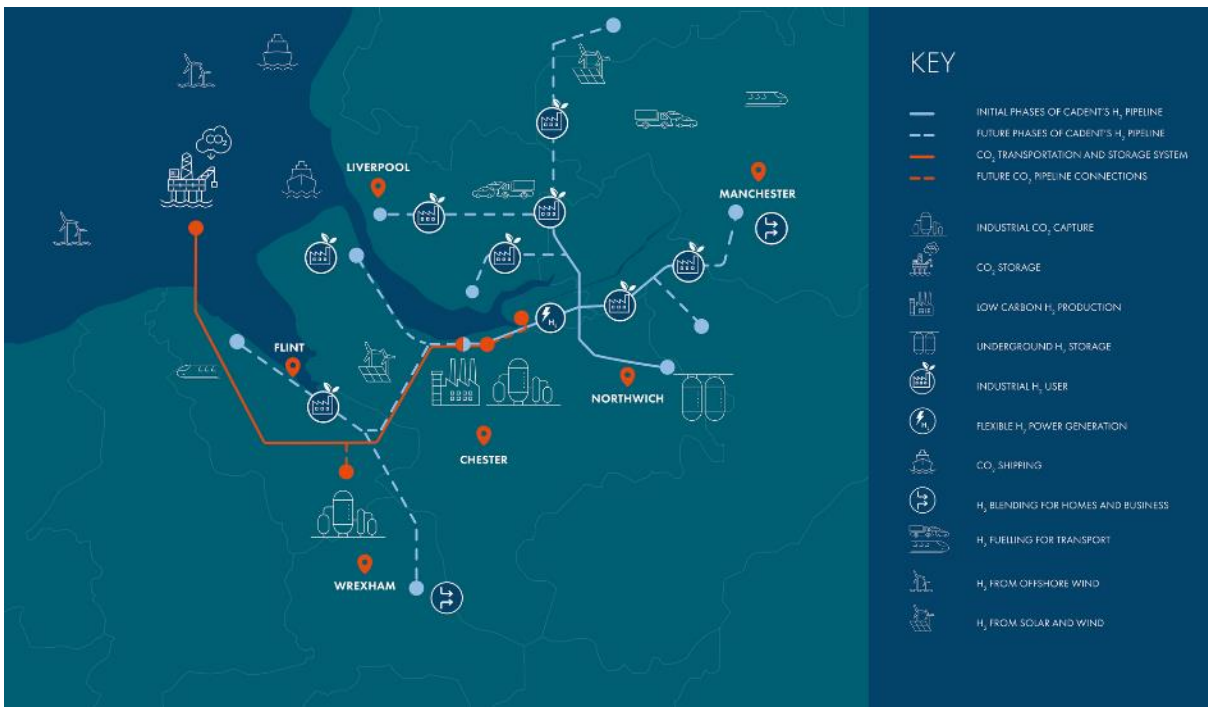 CO₂
LIVERPOOL
MANCHESTER
FLINT
H₂
NORTHWICH
CHESTER
WREXHAM
KEY
INITIAL PHASES OF CADENT'S H₂ PIPELINE
FUTURE PHASES OF CADENT'S H₂ PIPELINE
CO₂ TRANSPORTATION AND STORAGE SYSTEM
FUTURE CO₂ PIPELINE CONNECTIONS
INDUSTRIAL CO₂ CAPTURE
CO₂ STORAGE
LOW CARBON H₂ PRODUCTION
UNDERGROUND H₂ STORAGE
INDUSTRIAL H₂ USER
H₂
FLEXIBLE H₂ POWER GENERATION
CO₂ SHIPPING
H₂ BLENDING FOR HOMES AND BUSINESS
H₂ FUELLING FOR TRANSPORT
H₂ FROM OFFSHORE WIND
H₂ FROM SOLAR AND WIND